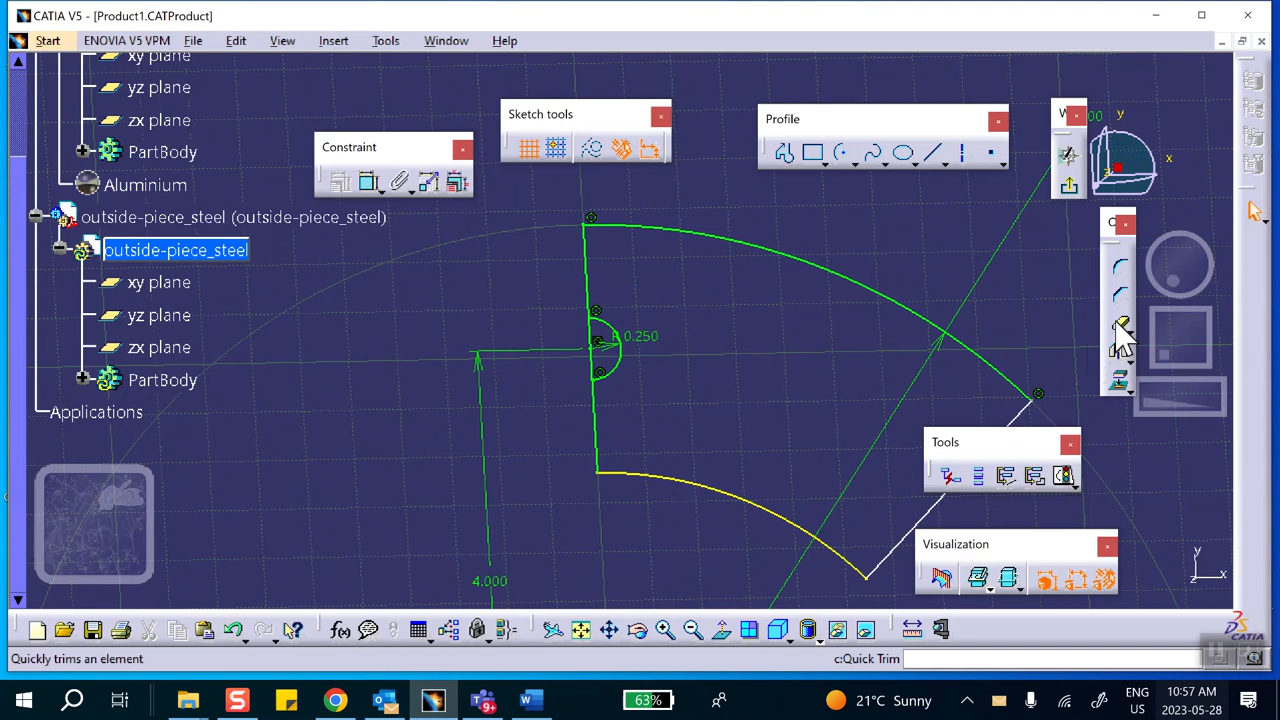 CATIA V5 - [Product1.CATProduct]
Start ENOVIA V5 VPM File Edit View Insert Tools Window Help
xy plane
yz plane
zx plane
PartBody
Aluminium
outside-piece_steel (outside-piece_steel)
outside-piece_steel
xy plane
yz plane
zx plane
PartBody
Applications
Constraint
Sketch tools
Profile
W
00
y
x
z
R 0.250
4.000
Tools
Visualization
y
z x
f(x)
CATIA
Quickly trims an element
c:Quick Trim
63%
9+
21°C Sunny
ENG
US
10:57 AM
2023-05-28